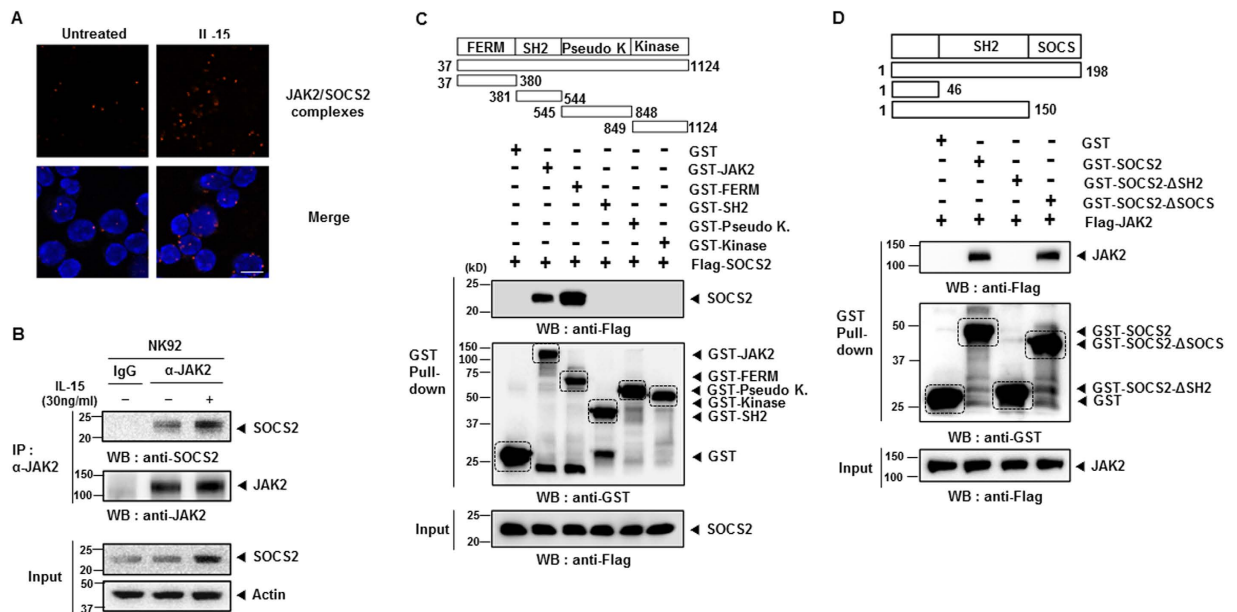 A
Untreated IL-15
JAK2/SOCS2
complexes
Merge
B
NK92
IgG α-JAK2
IL-15
(30ng/ml) – – +
IP :
α-JAK2
25
20
SOCS2
WB : anti-SOCS2
150
100
JAK2
WB : anti-JAK2
Input
25
20
SOCS2
50
37
Actin
C
FERM SH2 Pseudo K Kinase
37 1124
37 380
381 544
545 848
849 1124
+ - - - - - GST
- + - - - - GST-JAK2
- - + - - - GST-FERM
- - - + - - GST-SH2
- - - - + - GST-Pseudo K.
- - - - - + GST-Kinase
+ + + + + + Flag-SOCS2
(kD)
25
20
SOCS2
WB : anti-Flag
GST
Pull-
down
150
100
75
50
37
25
GST-JAK2
GST-FERM
GST-Pseudo K.
GST-Kinase
GST-SH2
GST
WB : anti-GST
Input
25
20
SOCS2
WB : anti-Flag
D
SH2 SOCS
1 198
1 46
1 150
+ - - - GST
- + - - GST-SOCS2
- - + - GST-SOCS2-ΔSH2
- - - + GST-SOCS2-ΔSOCS
+ + + + Flag-JAK2
150
100
JAK2
WB : anti-Flag
GST
Pull-
down
50
37
25
GST-SOCS2
GST-SOCS2-ΔSOCS
GST-SOCS2-ΔSH2
GST
WB : anti-GST
Input
150
100
JAK2
WB : anti-Flag